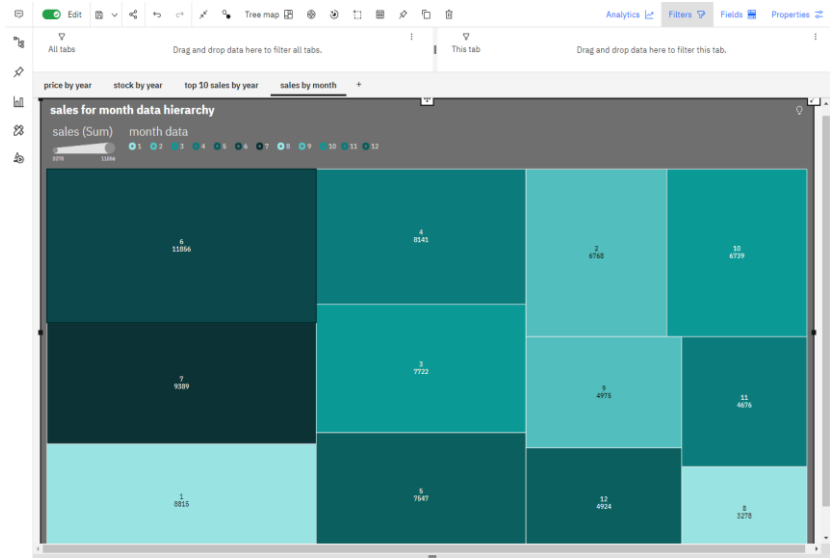 Edit
Tree map
Analytics
Filters
Fields
Properties
All tabs
Drag and drop data here to filter all tabs.
This tab
Drag and drop data here to filter this tab.
price by year
stock by year
top 10 sales by year
sales by month
+
sales for month data hierarchy
sales (Sum)
month data
3278
1 2 3 4 5 6 7 8 9 10 11 12
6
11866
4
8141
2
6768
10
6739
7
9389
3
7722
9
4975
11
4676
1
8815
5
7547
12
4924
8
3278